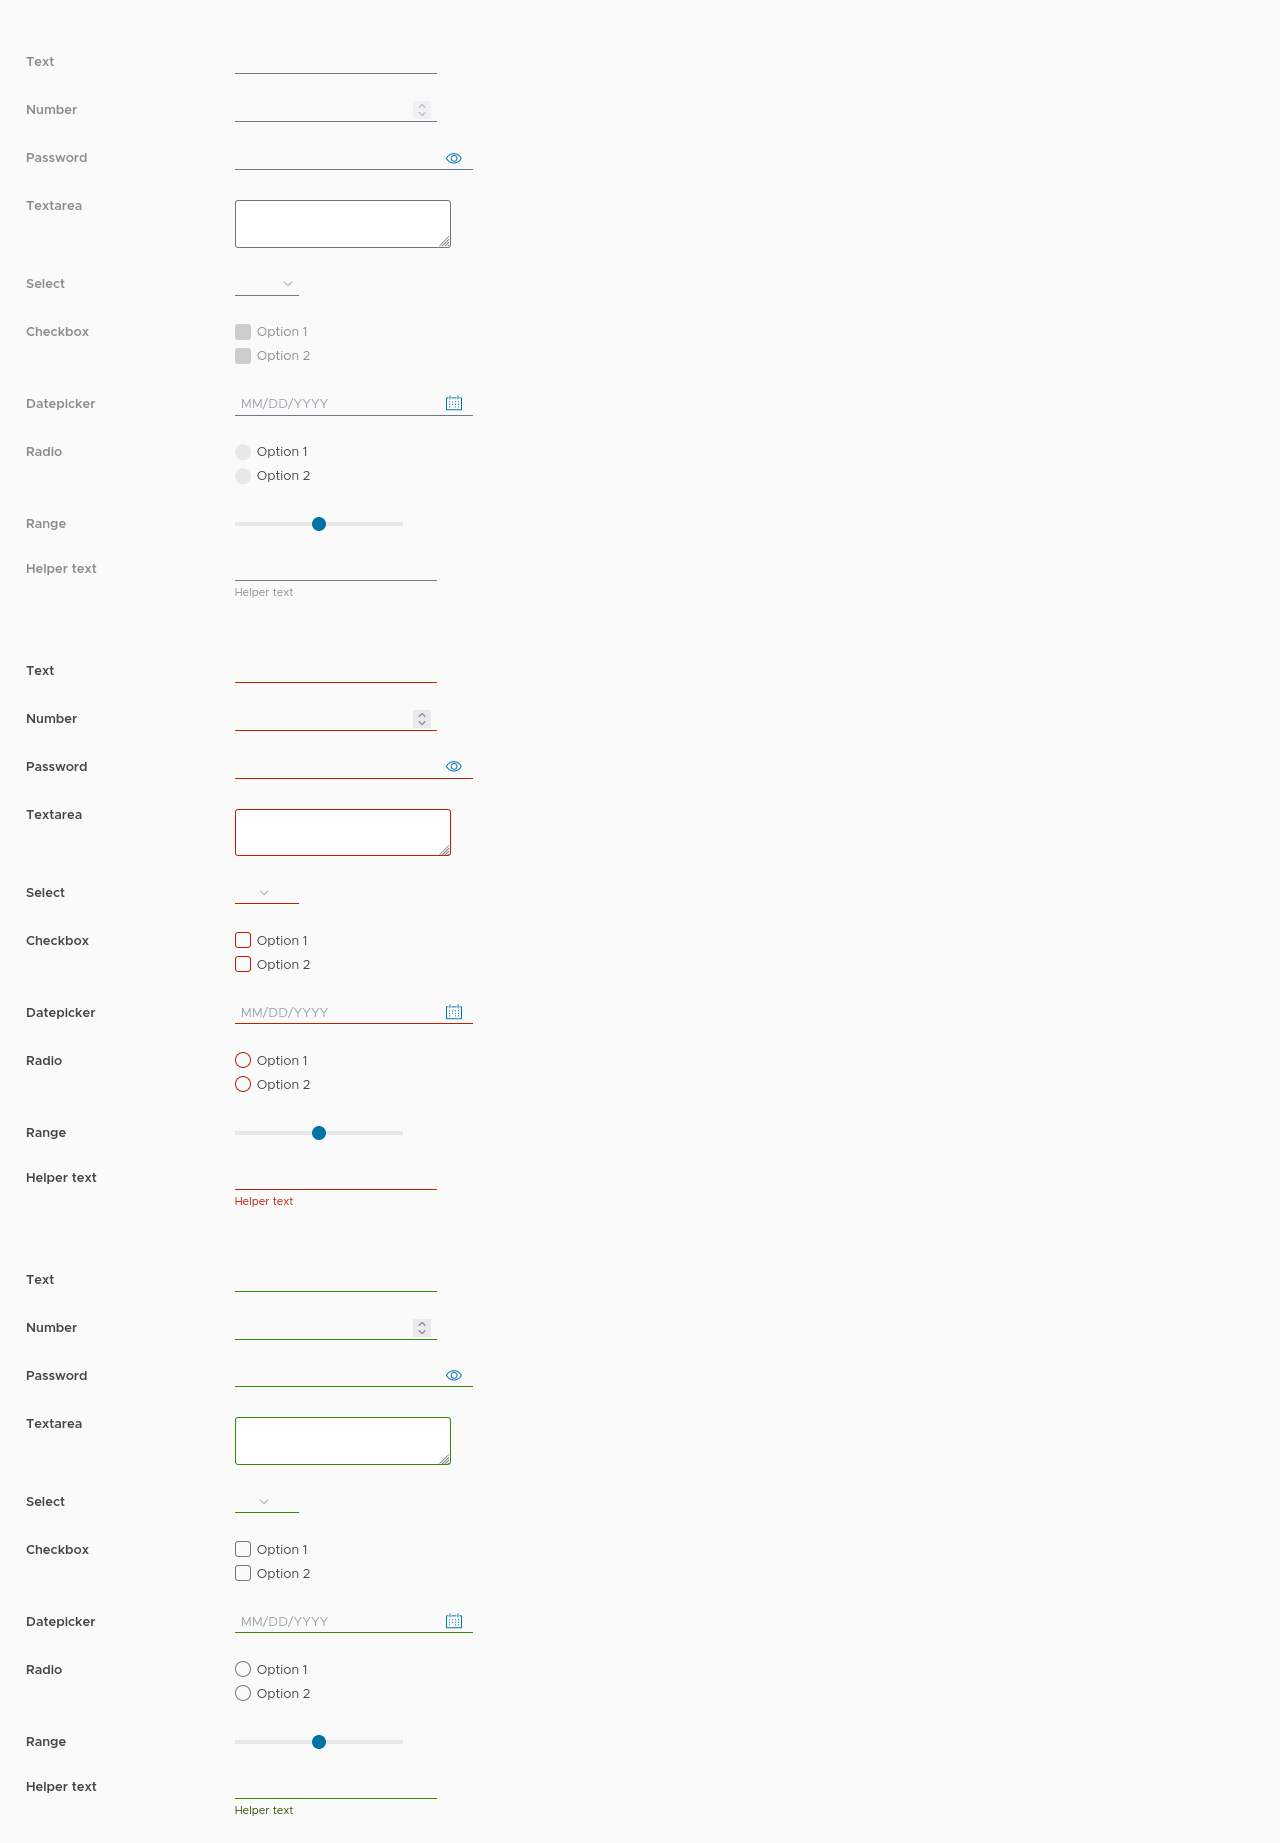 Text
Number
Password
Textarea
Select
Checkbox
Option 1
Option 2
Datepicker
MM/DD/YYYY
Radio
Option 1
Option 2
Range
Helper text
Helper text
Text
Number
Password
Textarea
Select
Checkbox
Option 1
Option 2
Datepicker
MM/DD/YYYY
Radio
Option 1
Option 2
Range
Helper text
Helper text
Text
Number
Password
Textarea
Select
Checkbox
Option 1
Option 2
Datepicker
MM/DD/YYYY
Radio
Option 1
Option 2
Range
Helper text
Helper text